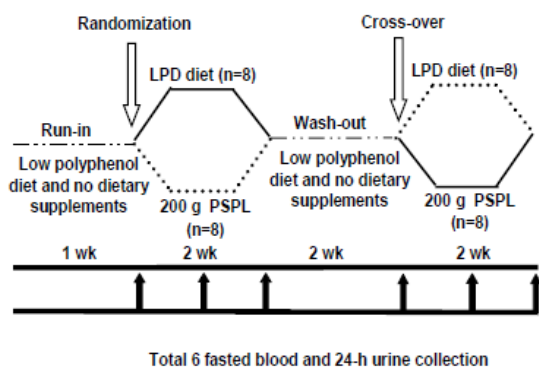 Randomization
Cross-over
LPD diet (n=8)
LPD diet (n=8)
Run-in
Wash-out
Low polyphenol
diet and no dietary
supplements
Low polyphenol
diet and no dietary
supplements
200 g PSPL
(n=8)
200 g PSPL
(n=8)
1 wk
2 wk
2 wk
2 wk
Total 6 fasted blood and 24-h urine collection